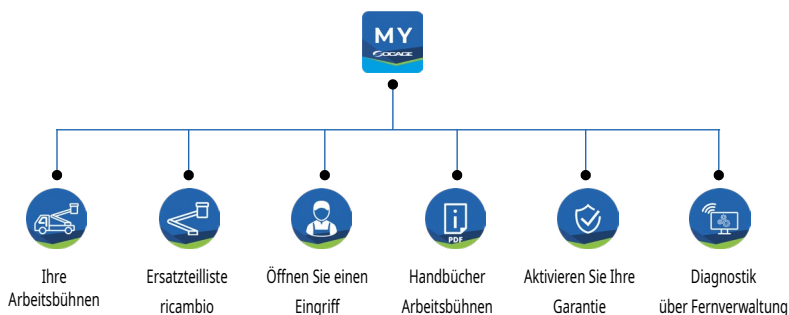 MY
SOCAGE
PDF
Ihre
Arbeitsbühnen
Ersatzteilliste
ricambio
Öffnen Sie einen
Eingriff
Handbücher
Arbeitsbühnen
Aktivieren Sie Ihre
Garantie
Diagnostik
über Fernverwaltung